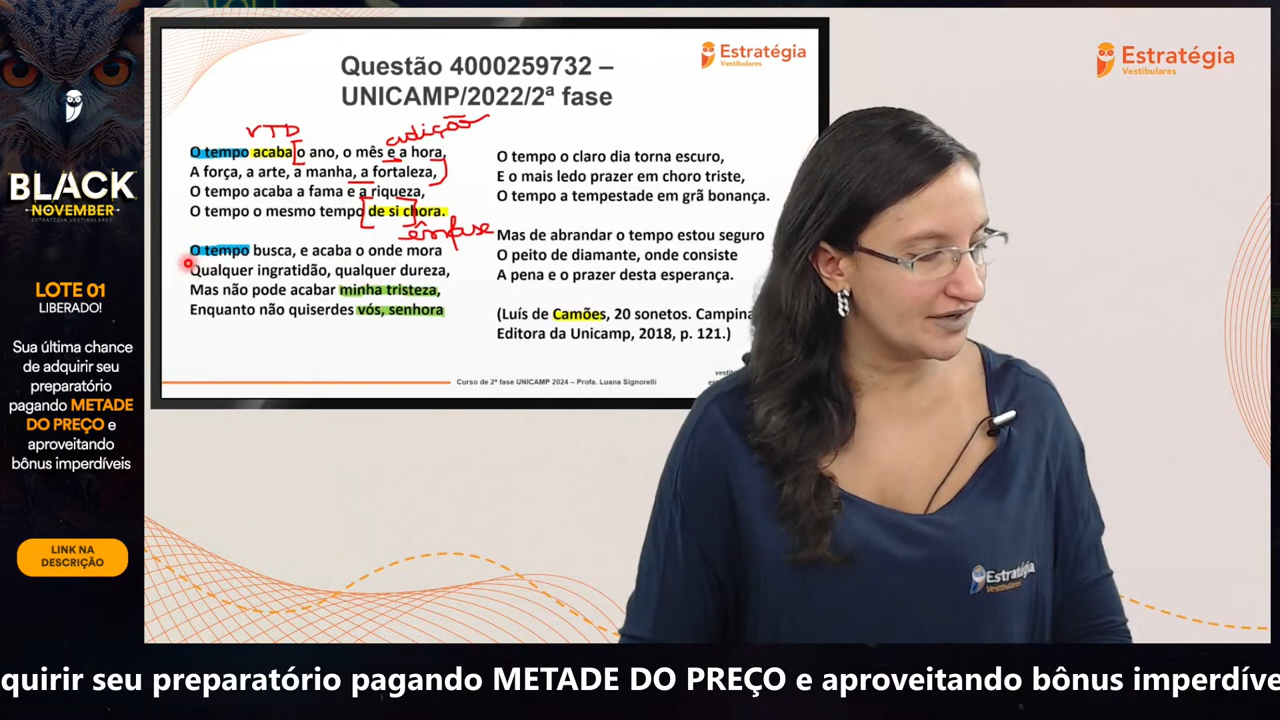 BLACK
NOVEMBER
ESTRATÉGIA VESTIBULARES
LOTE 01
LIBERADO!
Sua última chance
de adquirir seu
preparatório
pagando METADE
DO PREÇO e
aproveitando
bônus imperdíveis
LINK NA
DESCRIÇÃO
Questão 4000259732 –
UNICAMP/2022/2ª fase
Estratégia
Vestibulares
VTD
adição
O tempo acaba o ano, o mês e a hora,
A força, a arte, a manha, a fortaleza,
O tempo acaba a fama e a riqueza,
O tempo o mesmo tempo de si chora.
ênfase
O tempo busca, e acaba o onde mora
Qualquer ingratidão, qualquer dureza,
Mas não pode acabar minha tristeza,
Enquanto não quiserdes vós, senhora
O tempo o claro dia torna escuro,
E o mais ledo prazer em choro triste,
O tempo a tempestade em grã bonança.
Mas de abrandar o tempo estou seguro
O peito de diamante, onde consiste
A pena e o prazer desta esperança.
(Luís de Camões, 20 sonetos. Campina
Editora da Unicamp, 2018, p. 121.)
Curso de 2ª fase UNICAMP 2024 – Profa. Luana Signorelli
Estratégia
Vestibulares
Estratégia
Vestibulares
quirir seu preparatório pagando METADE DO PREÇO e aproveitando bônus imperdíve